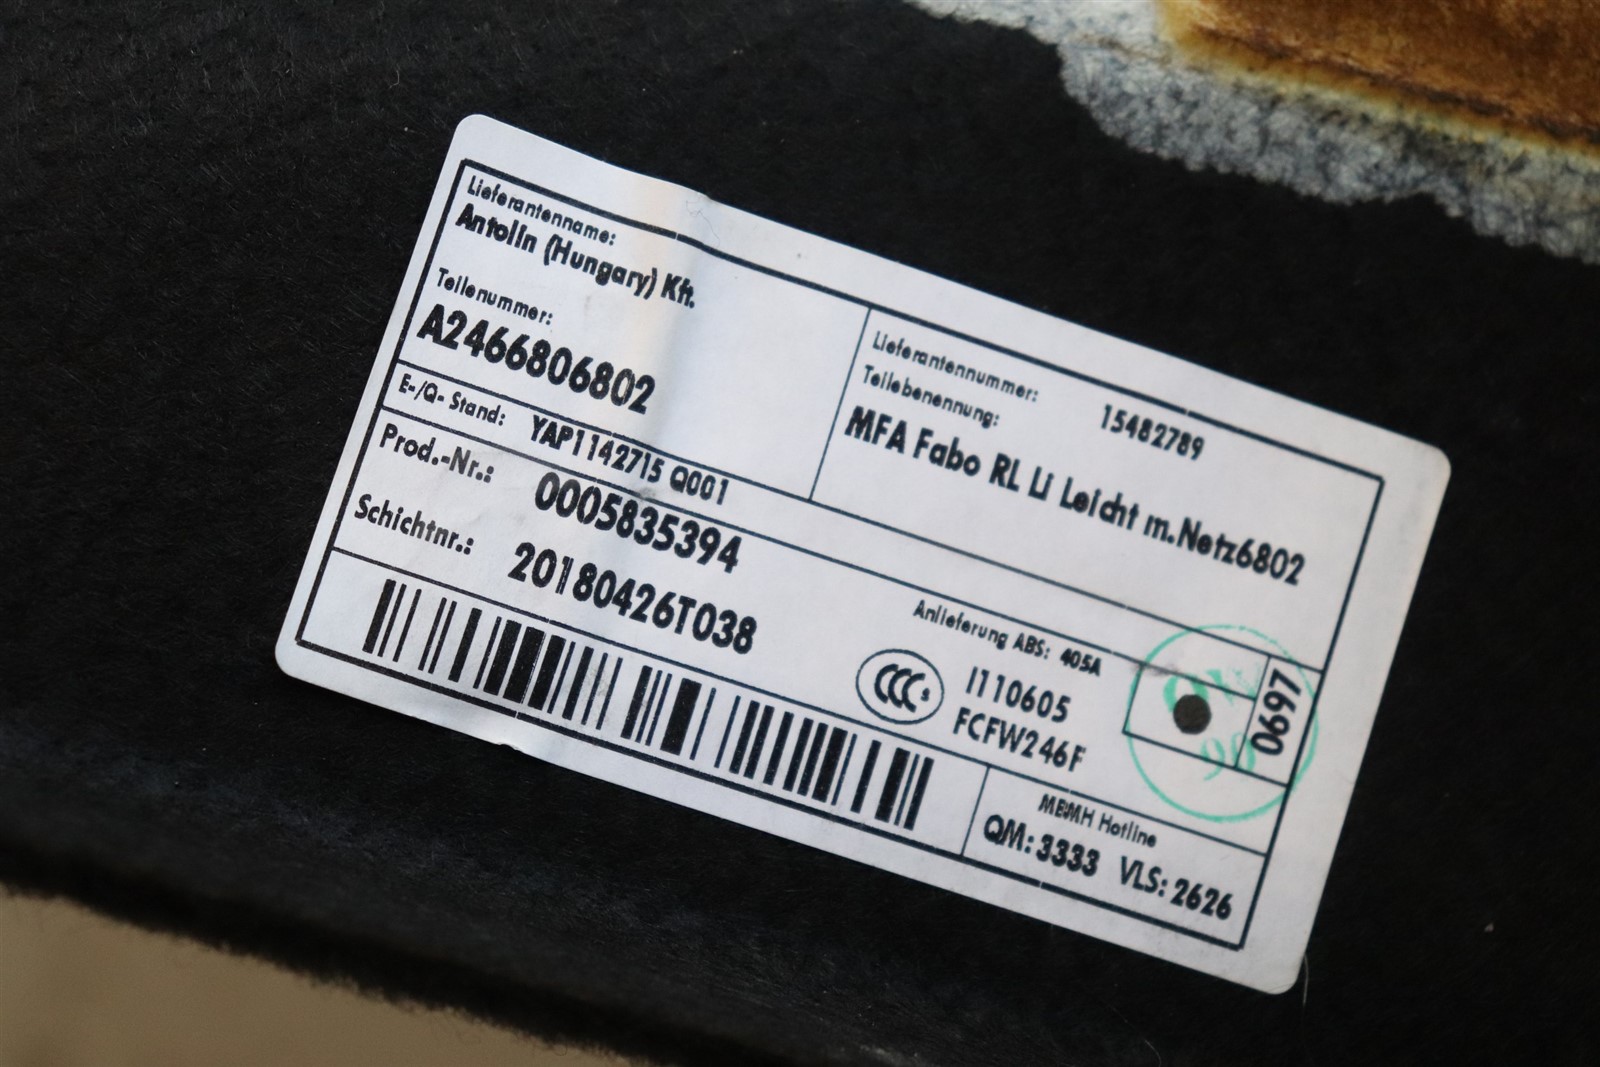 Lieferantenname:
Antolin (Hungary) Kft.
Teilenummer:
A2466806802
Lieferantennummer: 15482789
Teilebenennung:
MFA Fabo RL Li Leicht m.Netz6802
E-/Q- Stand: YAP1142715 Q001
Prod.-Nr.: 0005835394
Schichtnr.: 20180426T038
Anlieferung ABS: 405A
CCC S
I110605
FCFW246F
0697
MBMH Hotline
QM: 3333 VLS: 2626